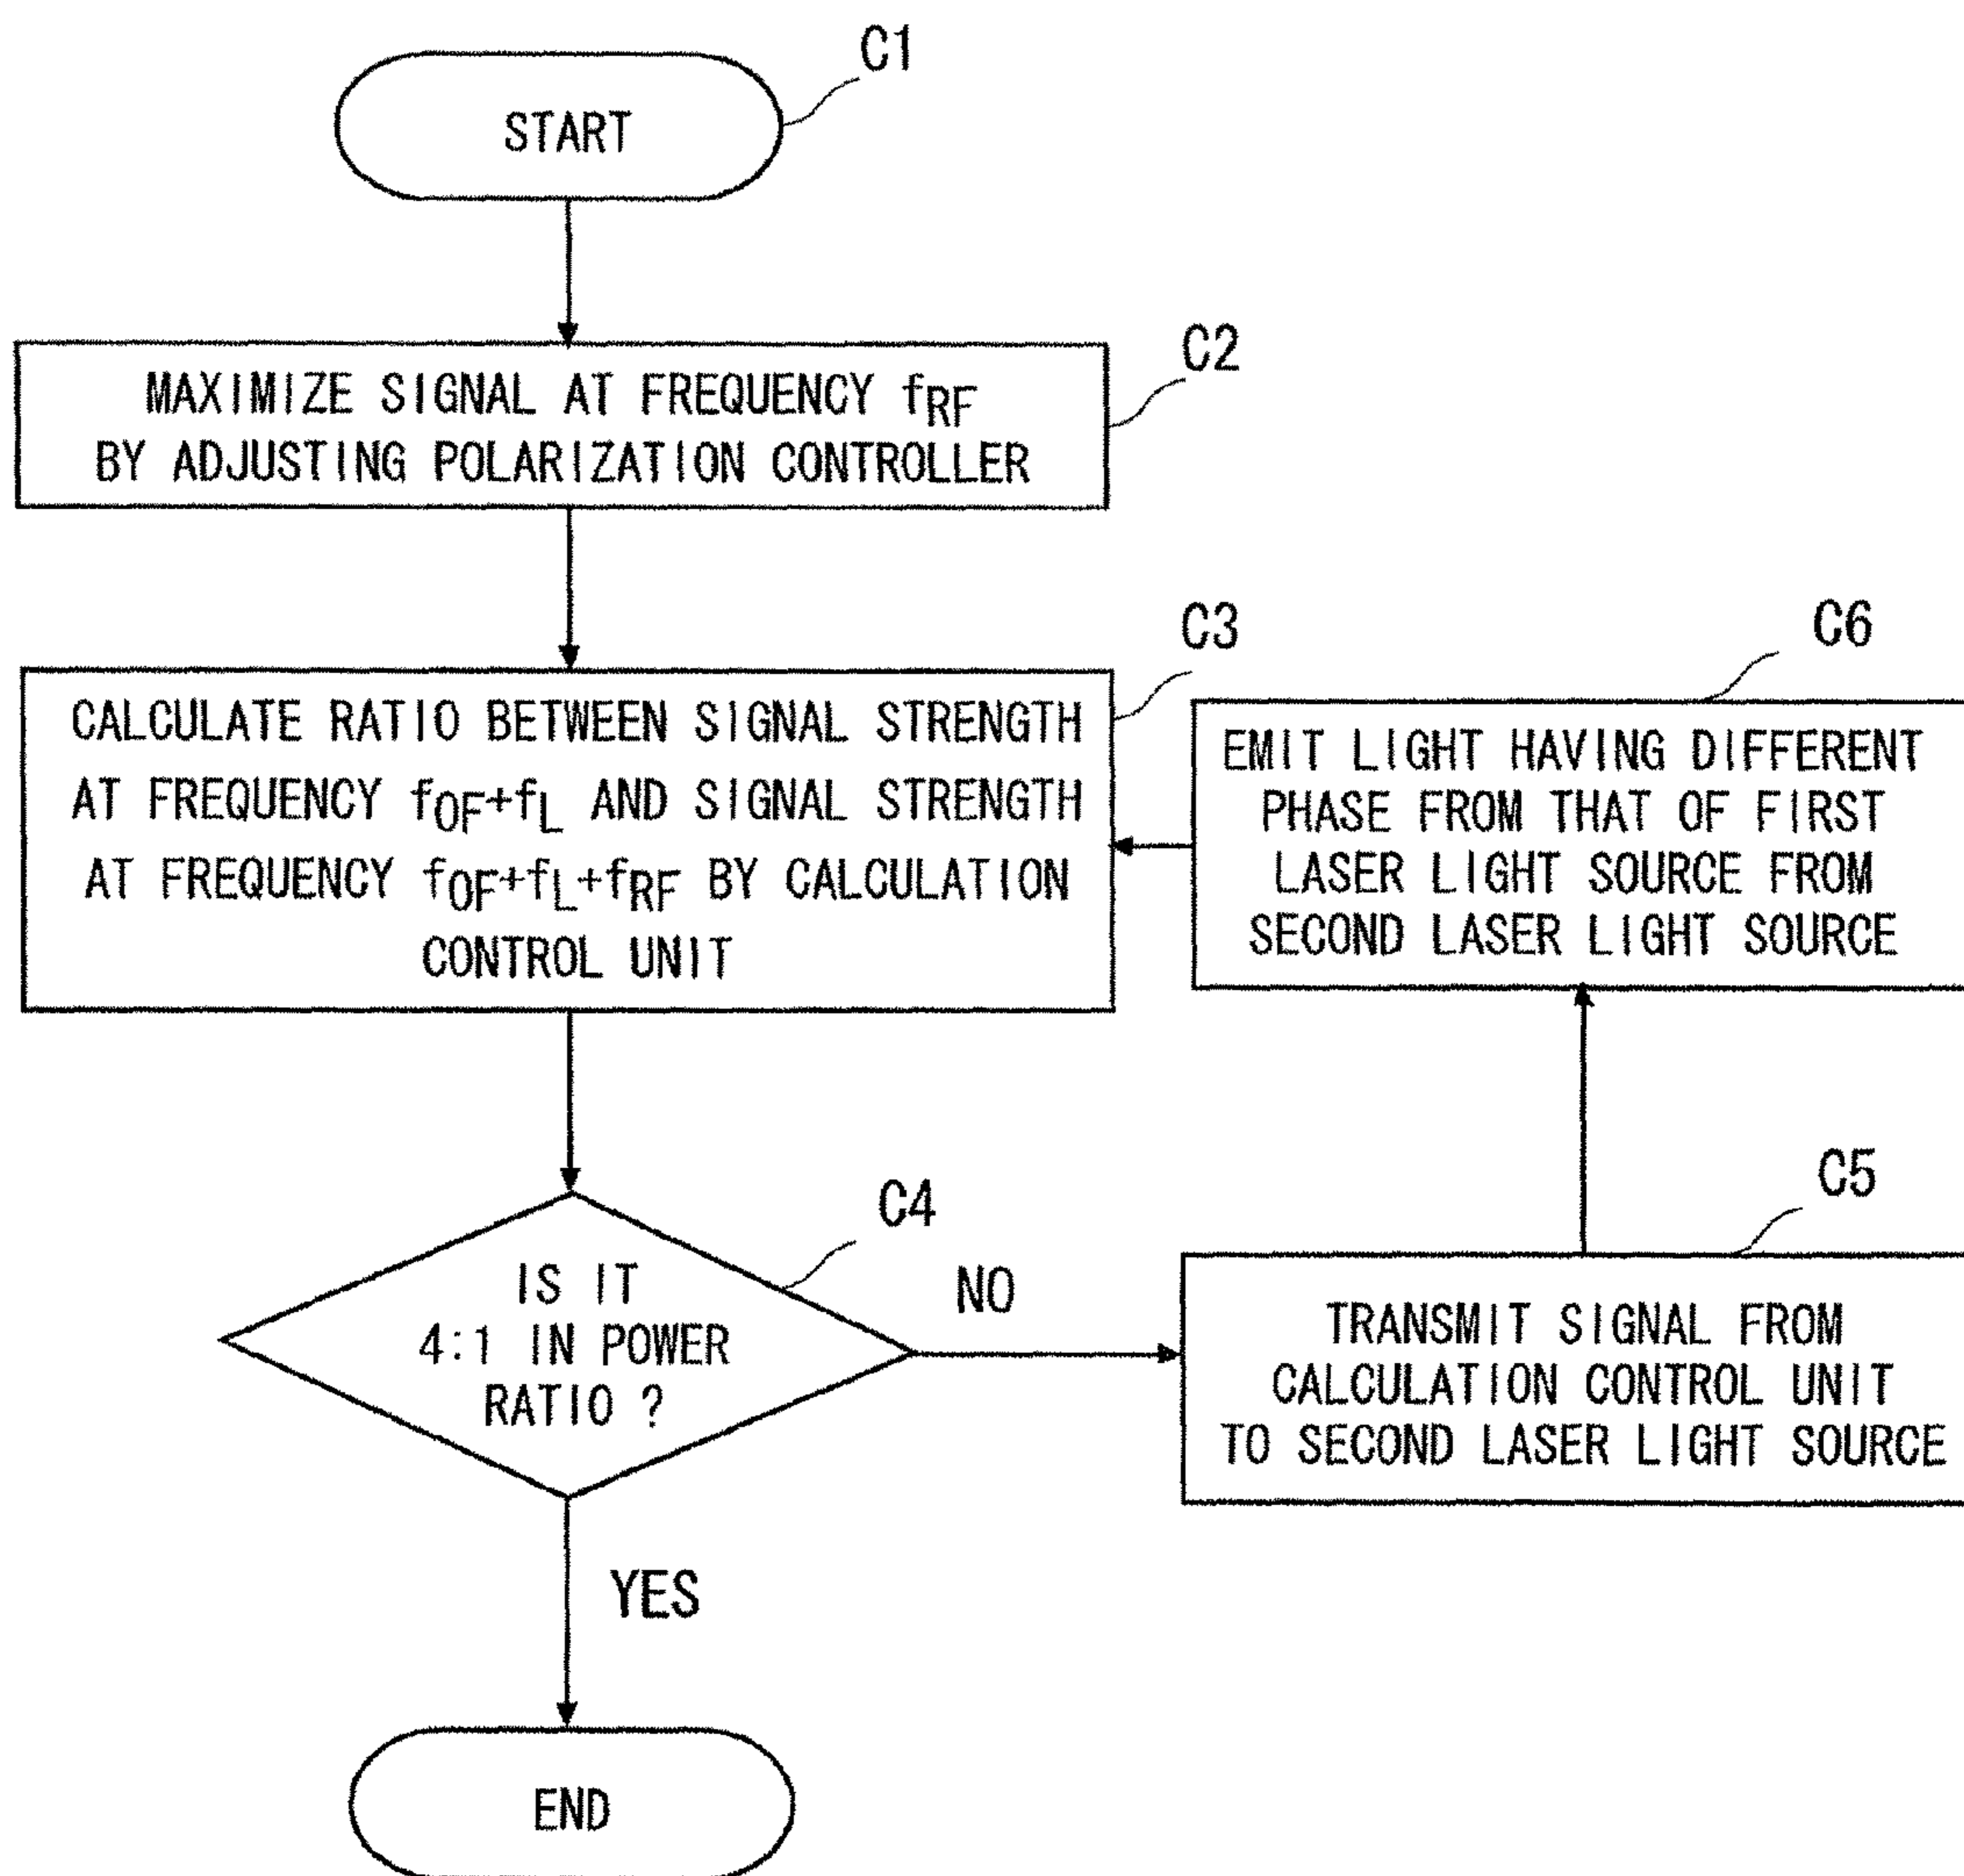 C1
START
C2
MAXIMIZE SIGNAL AT FREQUENCY fRF
BY ADJUSTING POLARIZATION CONTROLLER
C3
CALCULATE RATIO BETWEEN SIGNAL STRENGTH
AT FREQUENCY fOF+fL AND SIGNAL STRENGTH
AT FREQUENCY fOF+fL+fRF BY CALCULATION
CONTROL UNIT
C6
EMIT LIGHT HAVING DIFFERENT
PHASE FROM THAT OF FIRST
LASER LIGHT SOURCE FROM
SECOND LASER LIGHT SOURCE
C4
IS IT
4:1 IN POWER
RATIO ?
NO
C5
TRANSMIT SIGNAL FROM
CALCULATION CONTROL UNIT
TO SECOND LASER LIGHT SOURCE
YES
END